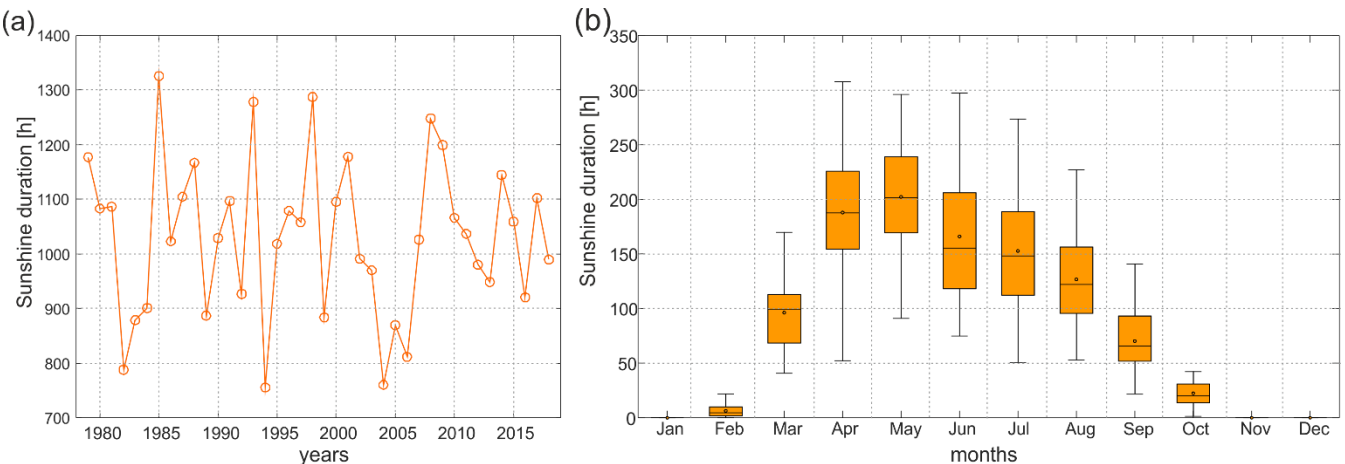 (a)
Sunshine duration [h]
1400
1300
1200
1100
1000
900
800
700
1980 1985 1990 1995 2000 2005 2010 2015
years
(b)
Sunshine duration [h]
350
300
250
200
150
100
50
0
Jan Feb Mar Apr May Jun Jul Aug Sep Oct Nov Dec
months